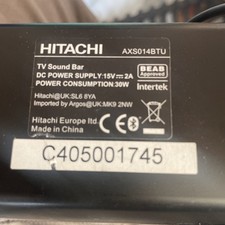 HITACHI AXS014BTU
TV Sound Bar
DC POWER SUPPLY:15V⎓2A
POWER CONSUMPTION:30W
BEAB
Approved
Intertek
Hitachi@UK:SL6 8YA
Imported by Argos@UK:MK9 2NW
Hitachi Europe ltd.
Made in China
C405001745